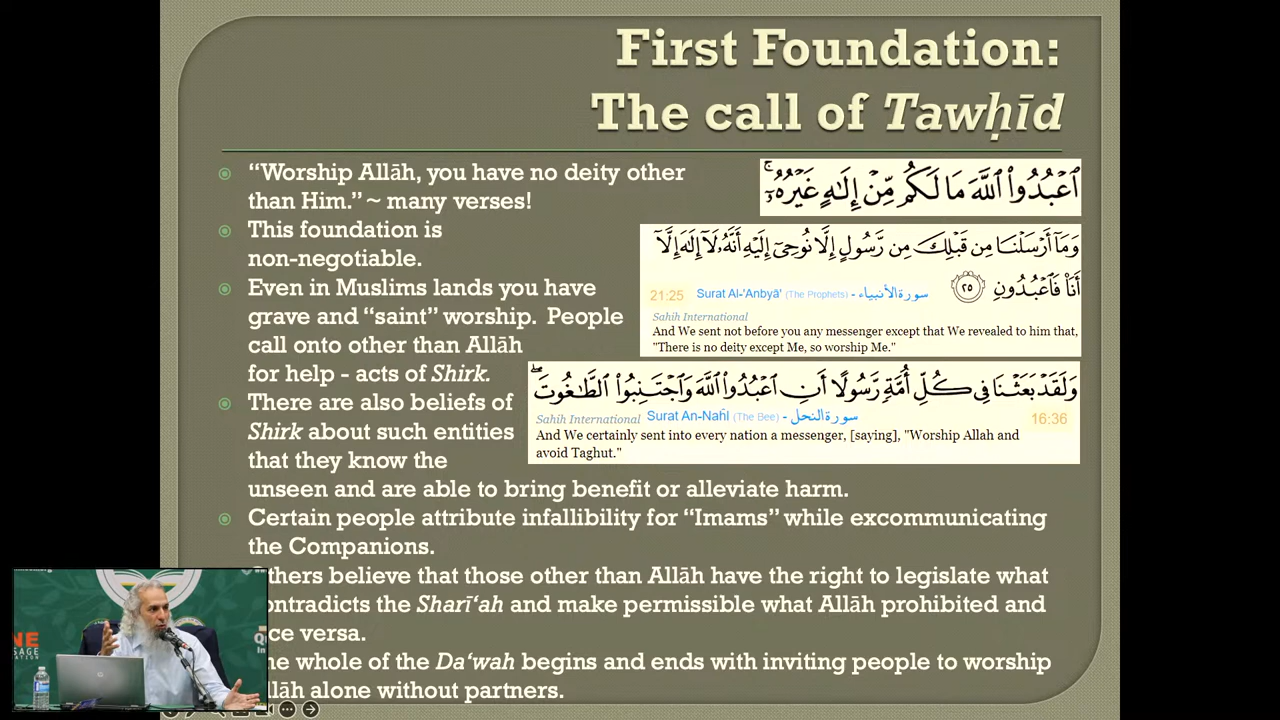 First Foundation:
The call of Tawḥīd
“Worship Allāh, you have no deity other
than Him.” ~ many verses!
ٱعْبُدُوا۟ ٱللَّهَ مَا لَكُم مِّنْ إِلَـٰهٍ غَيْرُهُۥٓ ۚ
This foundation is
non-negotiable.
وَمَآ أَرْسَلْنَا مِن قَبْلِكَ مِن رَّسُولٍ إِلَّا نُوحِىٓ إِلَيْهِ أَنَّهُۥ لَآ إِلَـٰهَ إِلَّآ
أَنَا۠ فَٱعْبُدُونِ ٢٥
21:25 Surat Al-'Anbyā' (The Prophets) - سورة الأنبياء
Sahih International
And We sent not before you any messenger except that We revealed to him that,
"There is no deity except Me, so worship Me."
Even in Muslims lands you have
grave and “saint” worship. People
call onto other than Allāh
for help - acts of Shirk.
وَلَقَدْ بَعَثْنَا فِى كُلِّ أُمَّةٍ رَّسُولًا أَنِ ٱعْبُدُوا۟ ٱللَّهَ وَٱجْتَنِبُوا۟ ٱلطَّـٰغُوتَ ۖ
Sahih International Surat An-Naĥl (The Bee) - سورة النحل 16:36
And We certainly sent into every nation a messenger, [saying], "Worship Allah and
avoid Taghut."
There are also beliefs of
Shirk about such entities
that they know the
unseen and are able to bring benefit or alleviate harm.
Certain people attribute infallibility for “Imams” while excommunicating
the Companions.
thers believe that those other than Allāh have the right to legislate what
ontradicts the Sharī‘ah and make permissible what Allāh prohibited and
ce versa.
he whole of the Da‘wah begins and ends with inviting people to worship
llāh alone without partners.
NE
SAGE